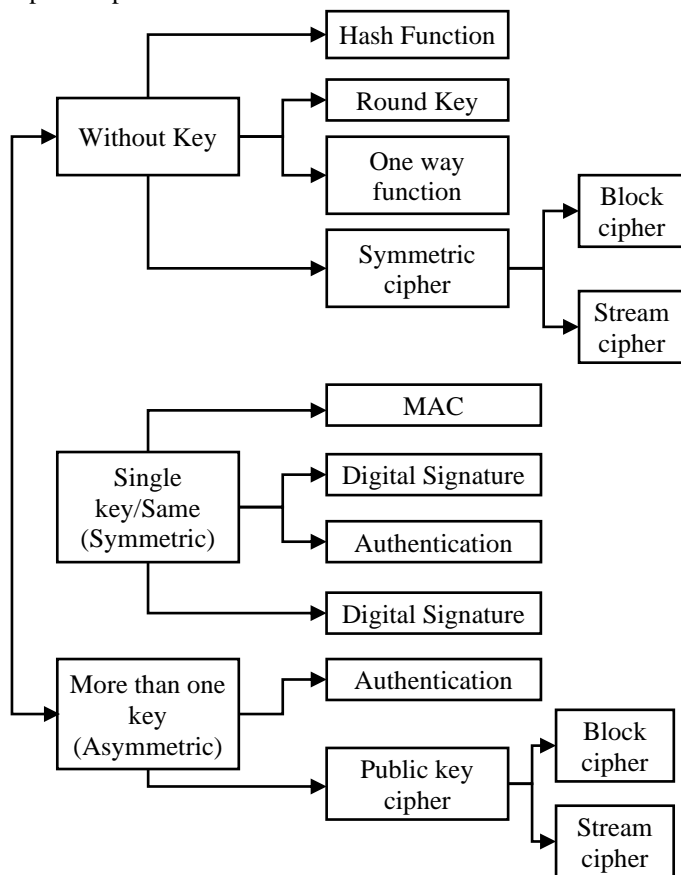 Hash Function
Round Key
Without Key
One way
function
Block
cipher
Symmetric
cipher
Stream
cipher
MAC
Single
key/Same
(Symmetric)
Digital Signature
Authentication
Digital Signature
More than one
key
(Asymmetric)
Authentication
Block
cipher
Public key
cipher
Stream
cipher